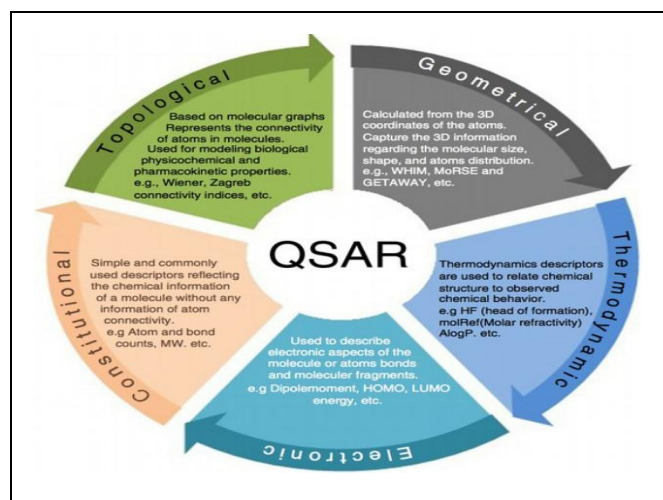 Topological
Based on molecular graphs
Represents the connectivity
of atoms in molecules.
Used for modeling biological
physicochemical and
pharmacokinetic properties.
e.g., Wiener, Zagreb
connectivity indices, etc.
Geometrical
Calculated from the 3D
coordinates of the atoms.
Capture the 3D information
regarding the molecular size,
shape, and atoms distribution.
e.g., WHIM, MoRSE and
GETAWAY, etc.
QSAR
Constitutional
Simple and commonly
used descriptors reflecting
the chemical information
of a molecule without any
information of atom
connectivity.
e.g Atom and bond
counts, MW. etc.
Thermodynamic
Thermodynamics descriptors
are used to relate chemical
structure to observed
chemical behavior.
e.g HF (head of formation),
molRef(Molar refractivity)
AlogP. etc.
Used to describe
electronic aspects of the
molecule or atoms bonds
and moleculer fragments.
e.g Dipolemoment, HOMO, LUMO
energy, etc.
Electronic